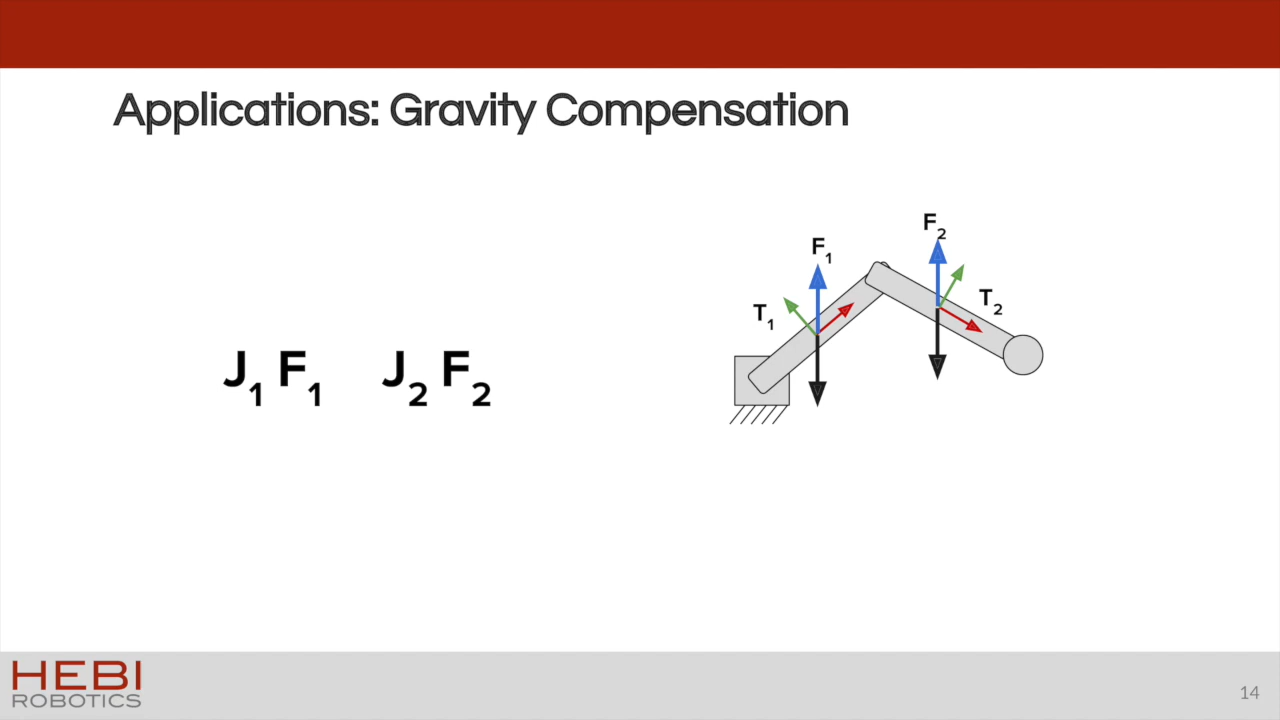 Applications: Gravity Compensation
F₂
F₁
T₂
T₁
J₁ F₁ J₂ F₂
HEBI
ROBOTICS
14